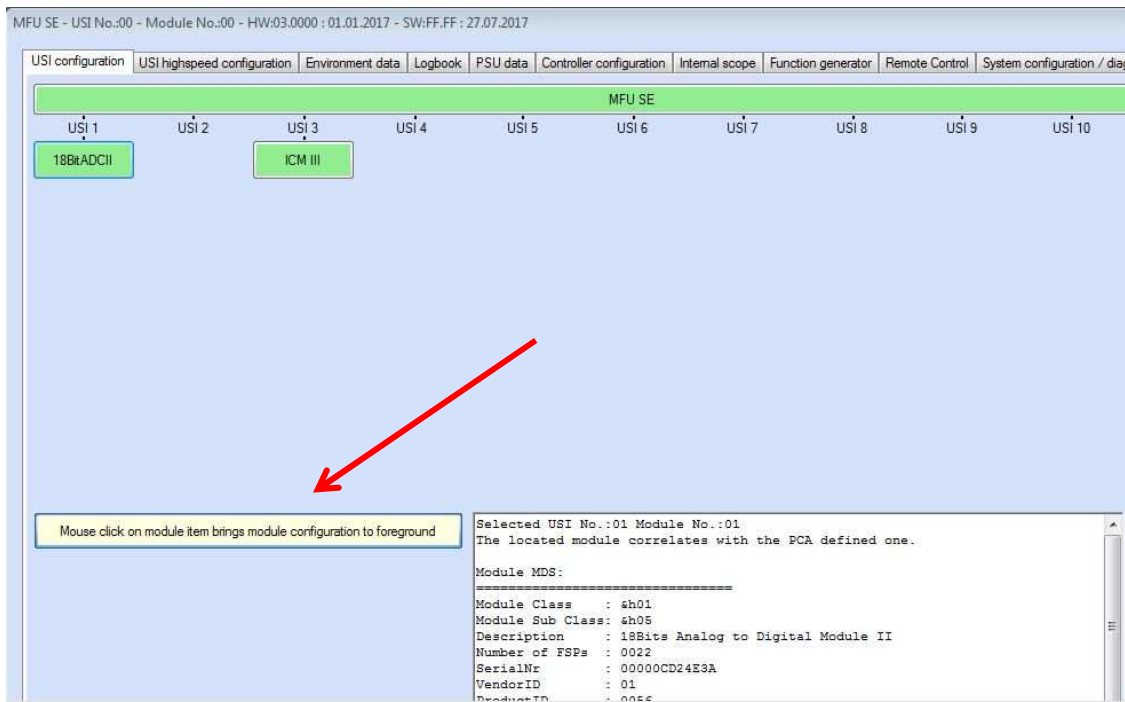 MFU SE - USI No.:00 - Module No.:00 - HW:03.0000 : 01.01.2017 - SW:FF.FF : 27.07.2017
USI configuration USI highspeed configuration Environment data Logbook PSU data Controller configuration Internal scope Function generator Remote Control System configuration / dia
MFU SE
USI 1 USI 2 USI 3 USI 4 USI 5 USI 6 USI 7 USI 8 USI 9 USI 10
18BitADCII ICM III
Mouse click on module item brings module configuration to foreground
Selected USI No.:01 Module No.:01
The located module correlates with the PCA defined one.
Module MDS:
================================
Module Class : &h01
Module Sub Class: &h05
Description : 18Bits Analog to Digital Module II
Number of FSPs : 0022
SerialNr : 00000CD24E3A
VendorID : 01
ProductID : 0056